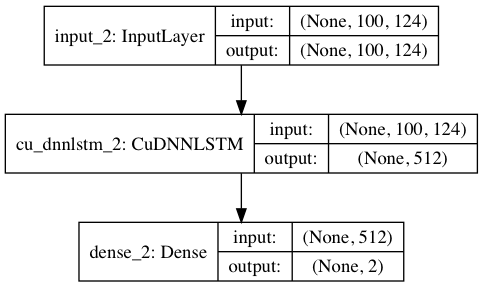 input_2: InputLayer
input: (None, 100, 124)
output: (None, 100, 124)
cu_dnnlstm_2: CuDNNLSTM
input: (None, 100, 124)
output: (None, 512)
dense_2: Dense
input: (None, 512)
output: (None, 2)